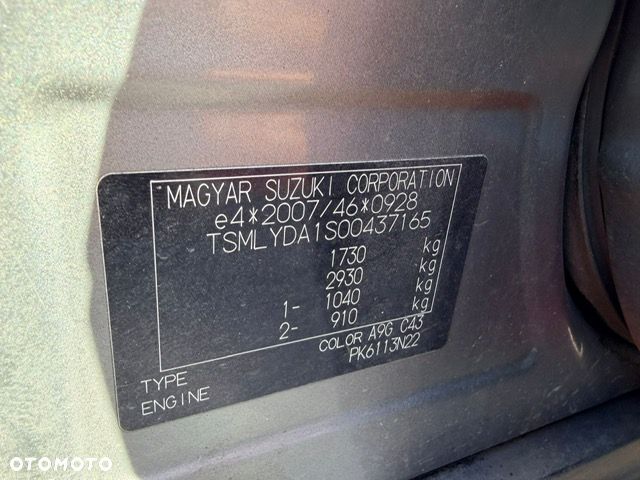 MAGYAR SUZUKI CORPORATION
e4*2007/46*0928
TSMLYDA1S00437165
1730 kg
2930 kg
1- 1040 kg
2- 910 kg
COLOR A9G C43
PK6113N22
TYPE
ENGINE
OTOMOTO